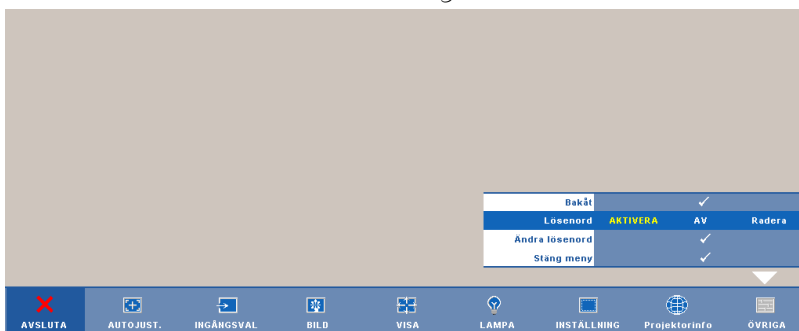 Bakåt
Lösenord AKTIVERA AV Radera
Ändra lösenord
Stäng meny
AVSLUTA AUTOJUST. INGÅNGSVAL BILD VISA LAMPA INSTÄLLNING Projektorinfo ÖVRIGA